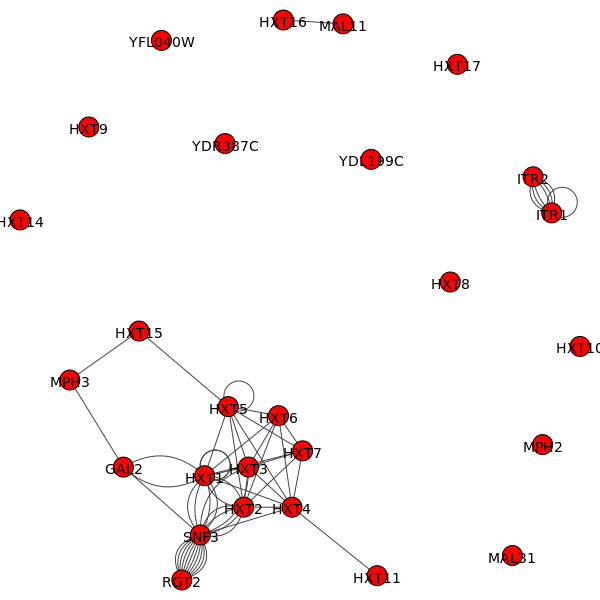 HXT16
MAL11
YFL040W
HXT17
HXT9
YDR387C
YDL199C
ITR2
ITR1
HXT14
HXT8
HXT15
HXT10
MPH3
HXT5
HXT6
MPH2
HXT7
GAL2
HXT1
HXT3
HXT2
HXT4
SNF3
MAL31
RGT2
HXT11